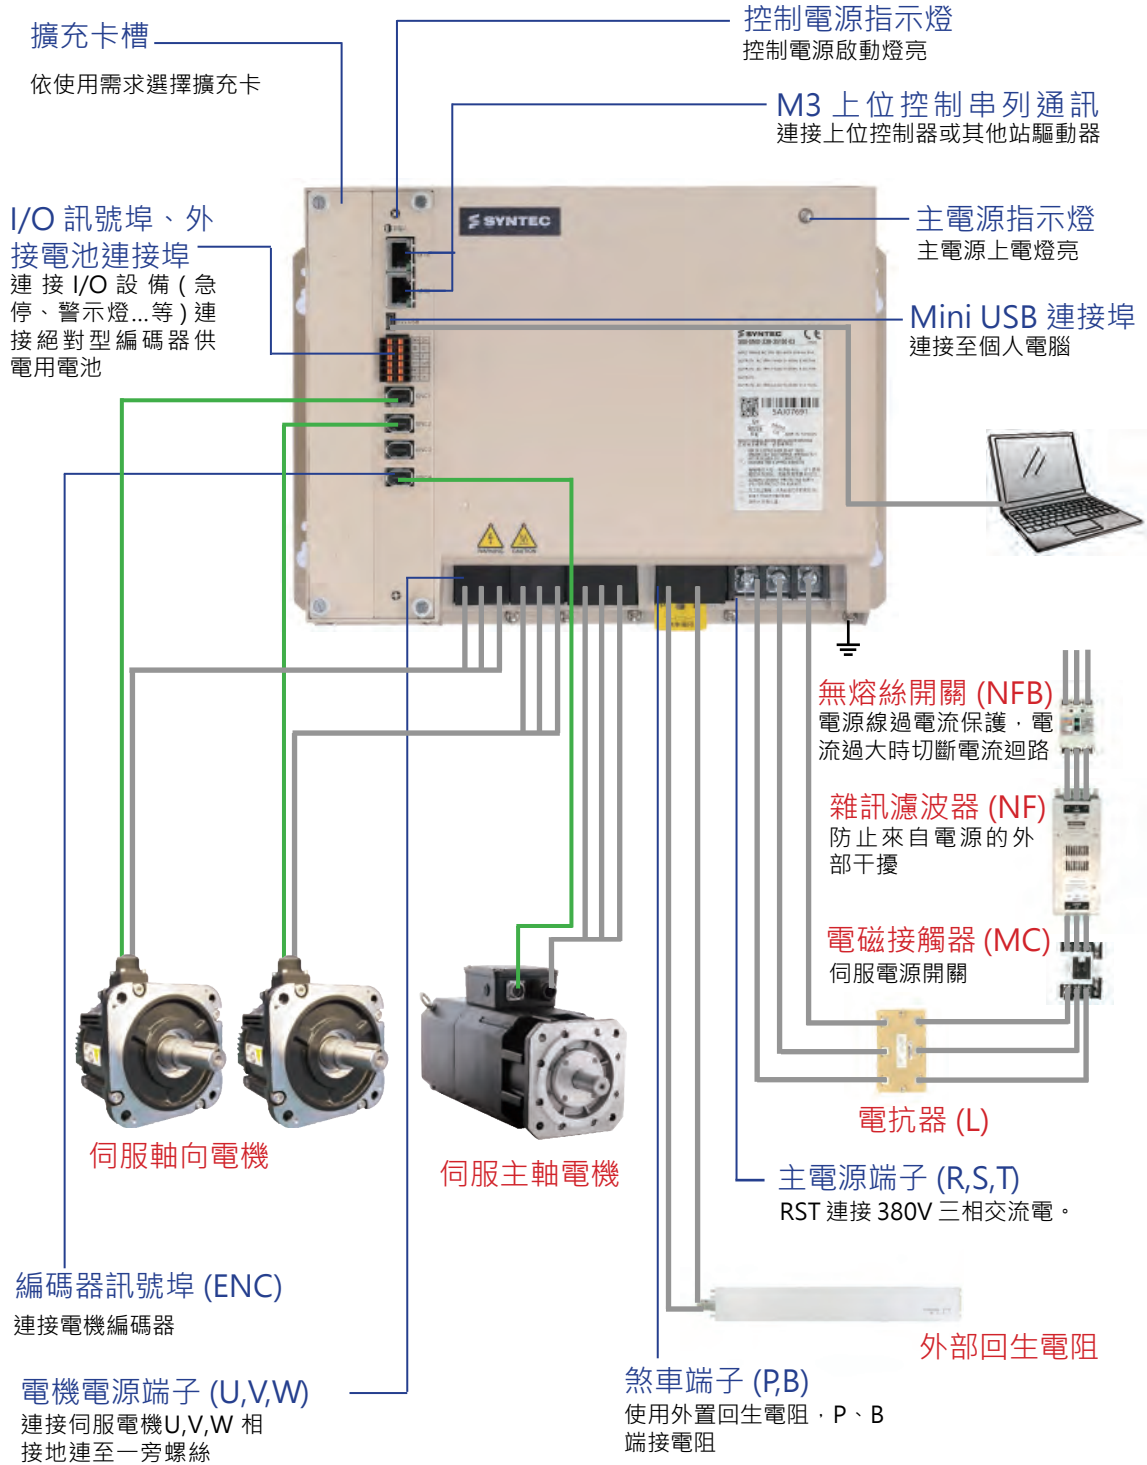 擴充卡槽
依使用需求選擇擴充卡
控制電源指示燈
控制電源啟動燈亮
M3 上位控制串列通訊
連接上位控制器或其他站驅動器
I/O 訊號埠、外
接電池連接埠
連接 I/O 設備 ( 急
停、警示燈...等 ) 連
接絕對型編碼器供
電用電池
SYNTEC
主電源指示燈
主電源上電燈亮
Mini USB 連接埠
連接至個人電腦
SYNTEC
CE
SAJ07691
WARNING
CAUTION
無熔絲開關 (NFB)
電源線過電流保護，電
流過大時切斷電流迴路
雜訊濾波器 (NF)
防止來自電源的外
部干擾
電磁接觸器 (MC)
伺服電源開關
電抗器 (L)
伺服軸向電機
伺服主軸電機
主電源端子 (R,S,T)
RST 連接 380V 三相交流電。
編碼器訊號埠 (ENC)
連接電機編碼器
外部回生電阻
電機電源端子 (U,V,W)
連接伺服電機U,V,W 相
接地連至一旁螺絲
煞車端子 (P,B)
使用外置回生電阻，P、B
端接電阻